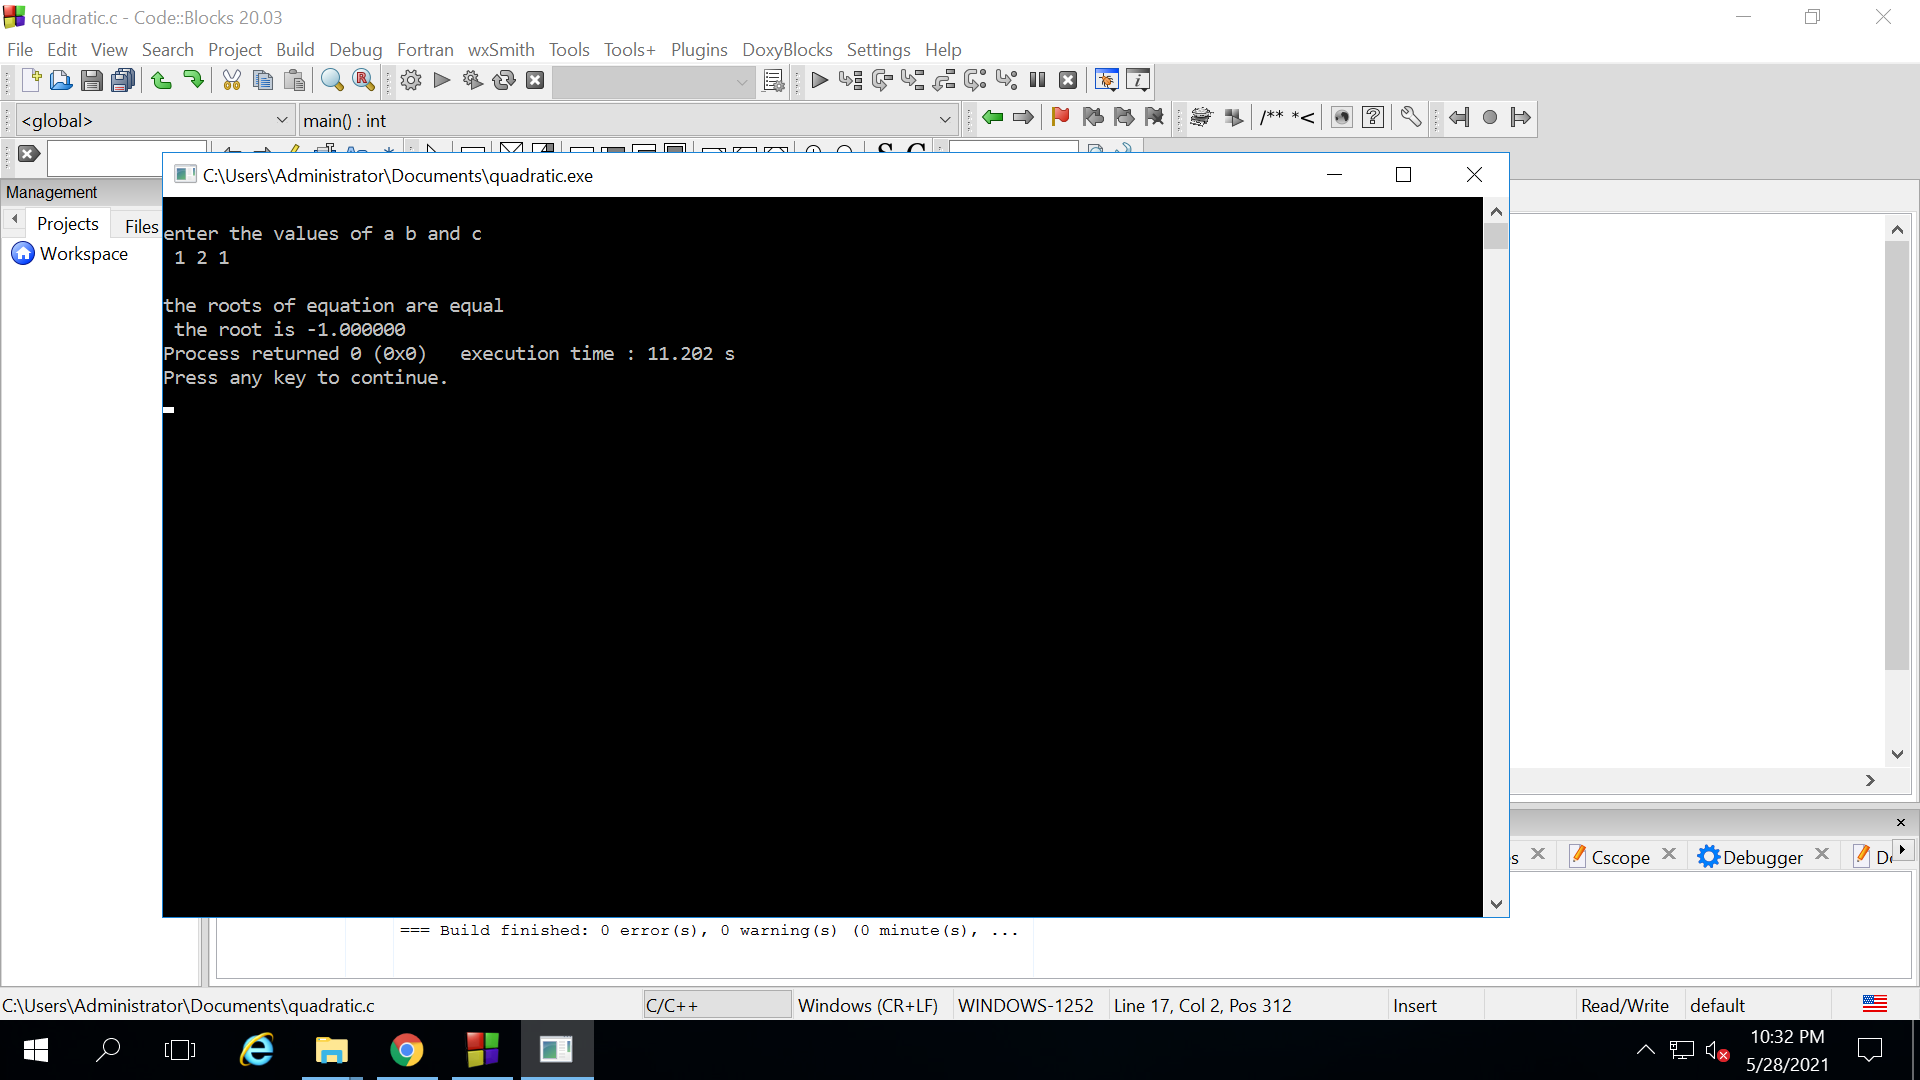 quadratic.c - Code::Blocks 20.03
File Edit View Search Project Build Debug Fortran wxSmith Tools Tools+ Plugins DoxyBlocks Settings Help
<global> main() : int /** *<
Management
C:\Users\Administrator\Documents\quadratic.exe
Projects Files
Workspace
enter the values of a b and c
1 2 1
the roots of equation are equal
the root is -1.000000
Process returned 0 (0x0)   execution time : 11.202 s
Press any key to continue.
Cscope Debugger
=== Build finished: 0 error(s), 0 warning(s) (0 minute(s), ...
C:\Users\Administrator\Documents\quadratic.c C/C++ Windows (CR+LF) WINDOWS-1252 Line 17, Col 2, Pos 312 Insert Read/Write default
10:32 PM
5/28/2021